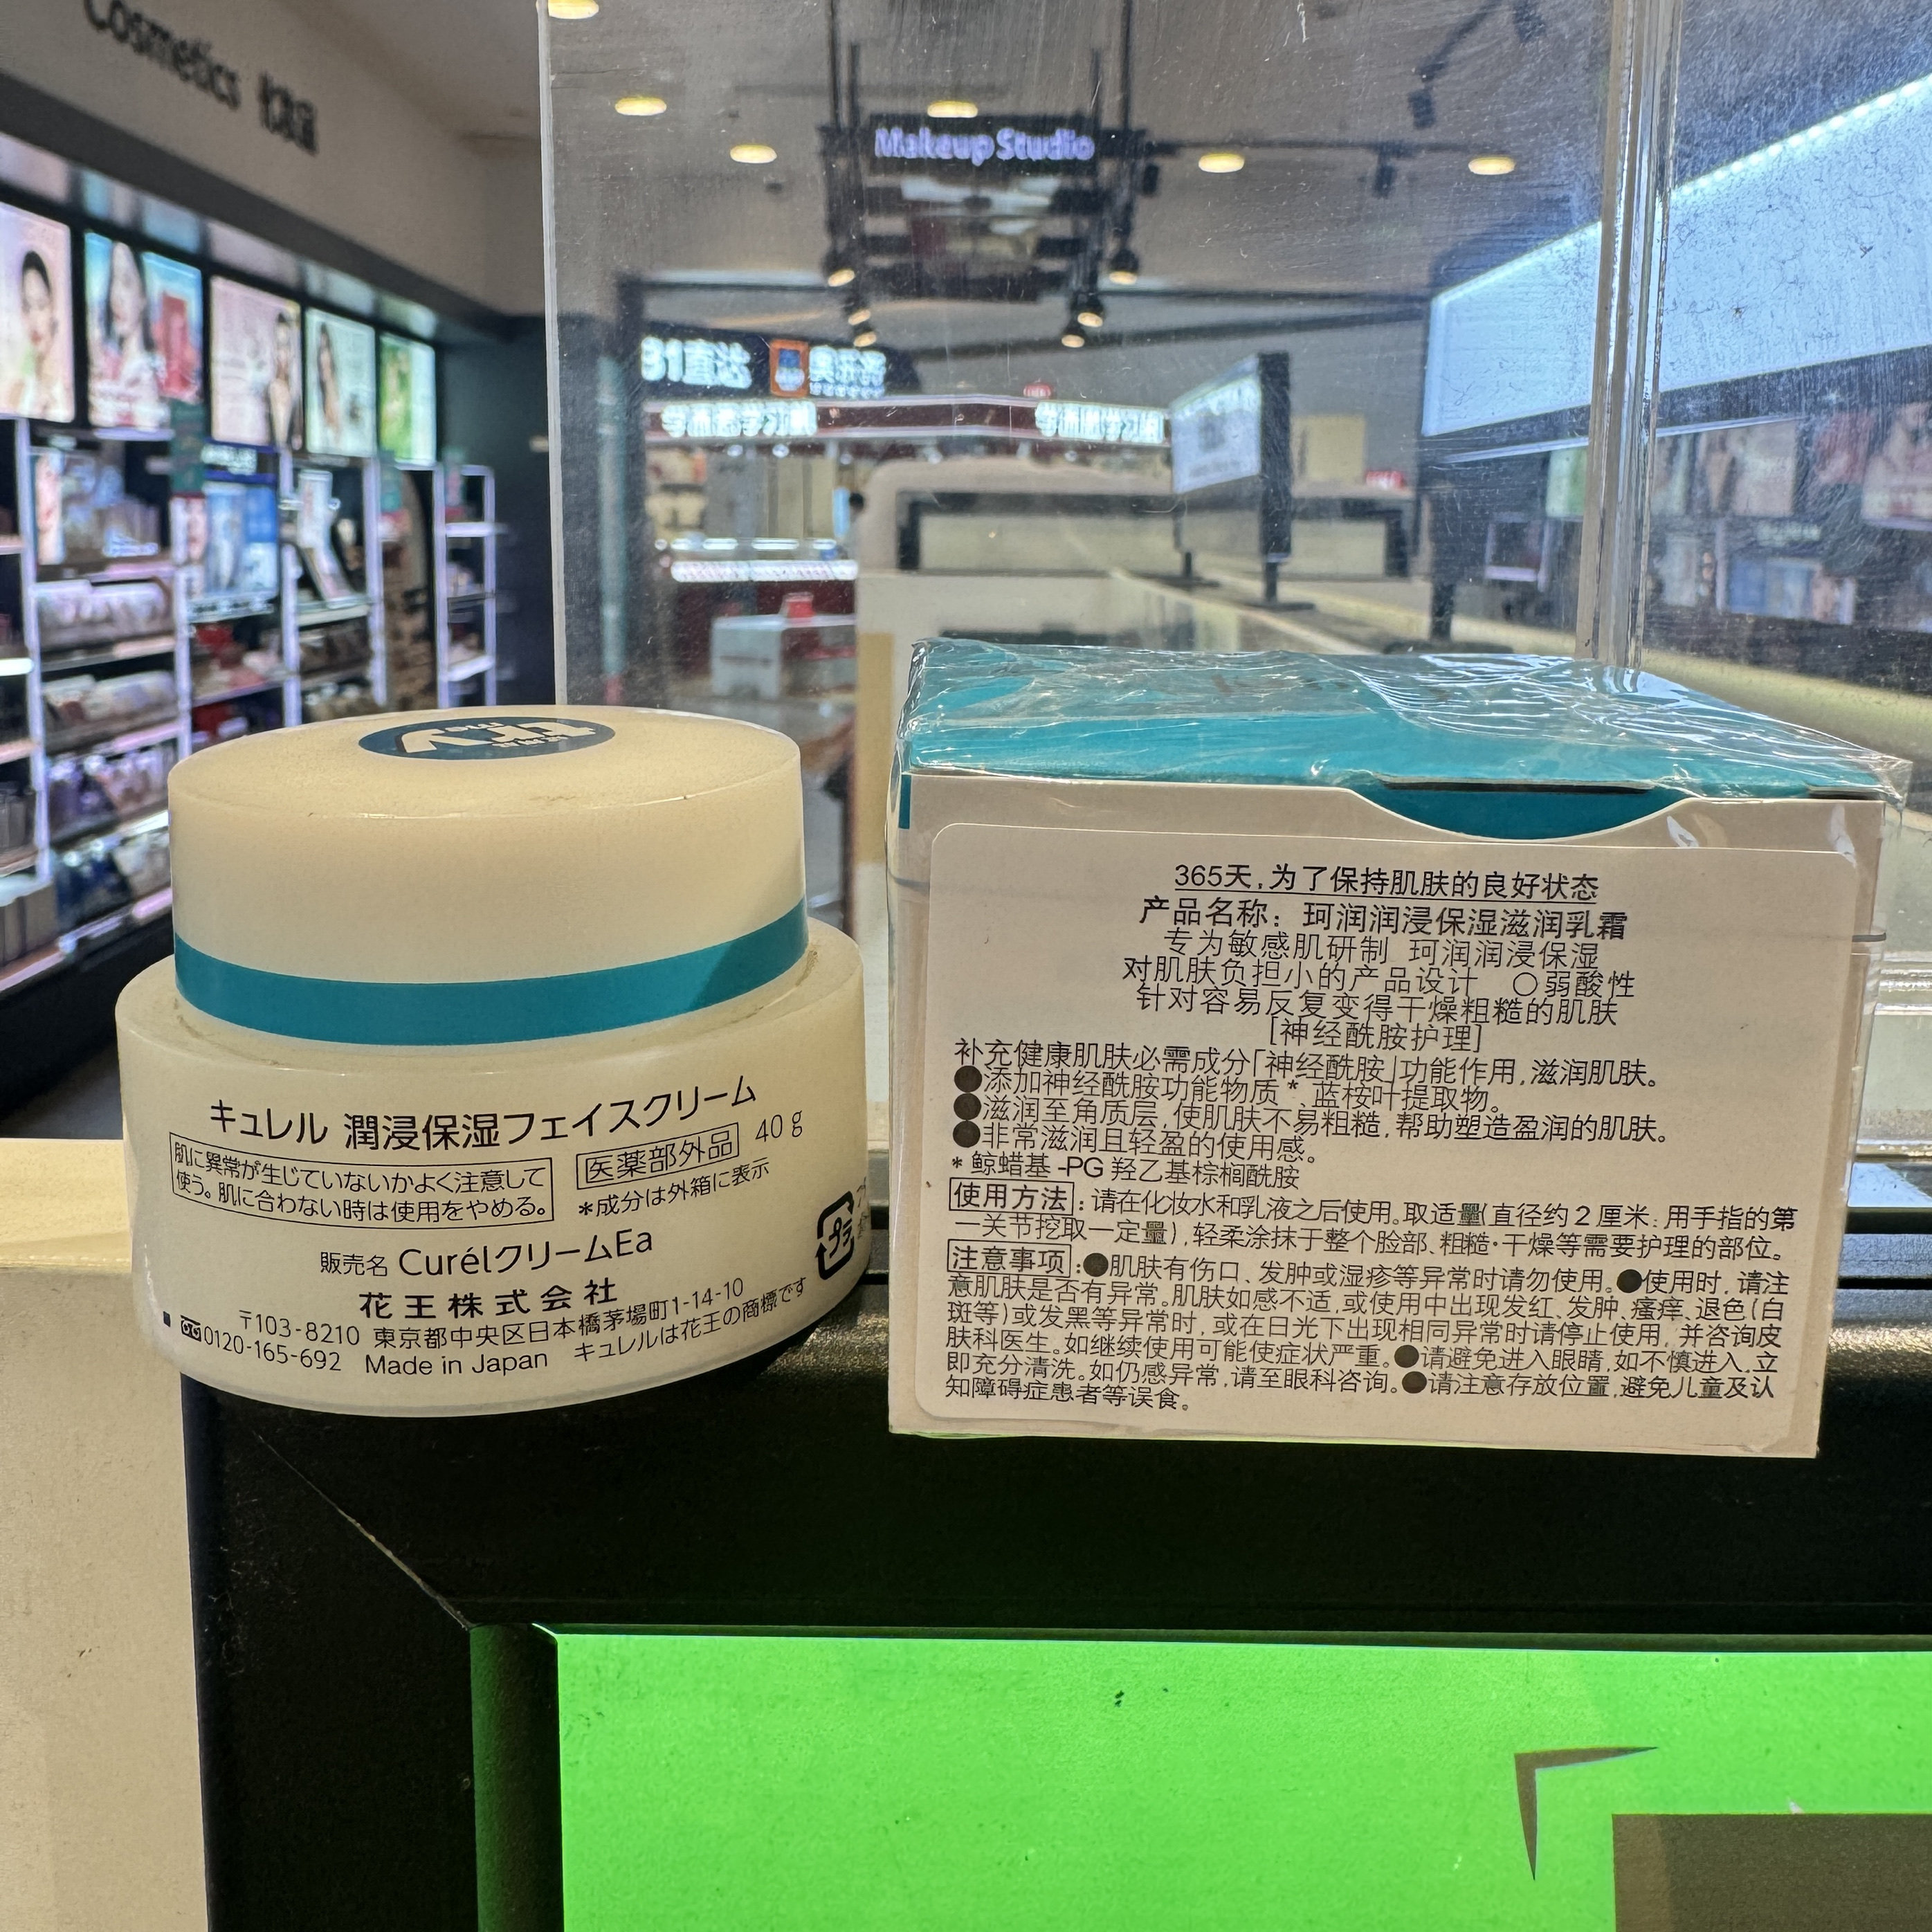 Cosmetics 化妆品
Makeup Studio
直达
キュレル 潤浸保湿フェイスクリーム
40 g
肌に異常が生じていないかよく注意して
使う。肌に合わない時は使用をやめる。
医薬部外品
*成分は外箱に表示
プラ
販売名 CurélクリームEa
花王株式会社
〒103-8210 東京都中央区日本橋茅場町1-14-10
0120-165-692 Made in Japan キュレルは花王の商標です
365天,为了保持肌肤的良好状态
产品名称：珂润润浸保湿滋润乳霜
专为敏感肌研制 珂润润浸保湿
对肌肤负担小的产品设计 ○弱酸性
针对容易反复变得干燥粗糙的肌肤
[神经酰胺护理]
补充健康肌肤必需成分「神经酰胺」功能作用,滋润肌肤。
●添加神经酰胺功能物质*、蓝桉叶提取物。
●滋润至角质层,使肌肤不易粗糙,帮助塑造盈润的肌肤。
●非常滋润且轻盈的使用感。
* 鲸蜡基-PG 羟乙基棕榈酰胺
使用方法：请在化妆水和乳液之后使用。取适量(直径约2厘米：用手指的第
一关节挖取一定量),轻柔涂抹于整个脸部、粗糙·干燥等需要护理的部位。
注意事项：●肌肤有伤口、发肿或湿疹等异常时请勿使用。●使用时,请注
意肌肤是否有异常。肌肤如感不适,或使用中出现发红、发肿、瘙痒、退色(白
斑等)或发黑等异常时,或在日光下出现相同异常时请停止使用,并咨询皮
肤科医生。如继续使用可能使症状严重。●请避免进入眼睛,如不慎进入,立
即充分清洗。如仍感异常,请至眼科咨询。●请注意存放位置,避免儿童及认
知障碍症患者等误食。